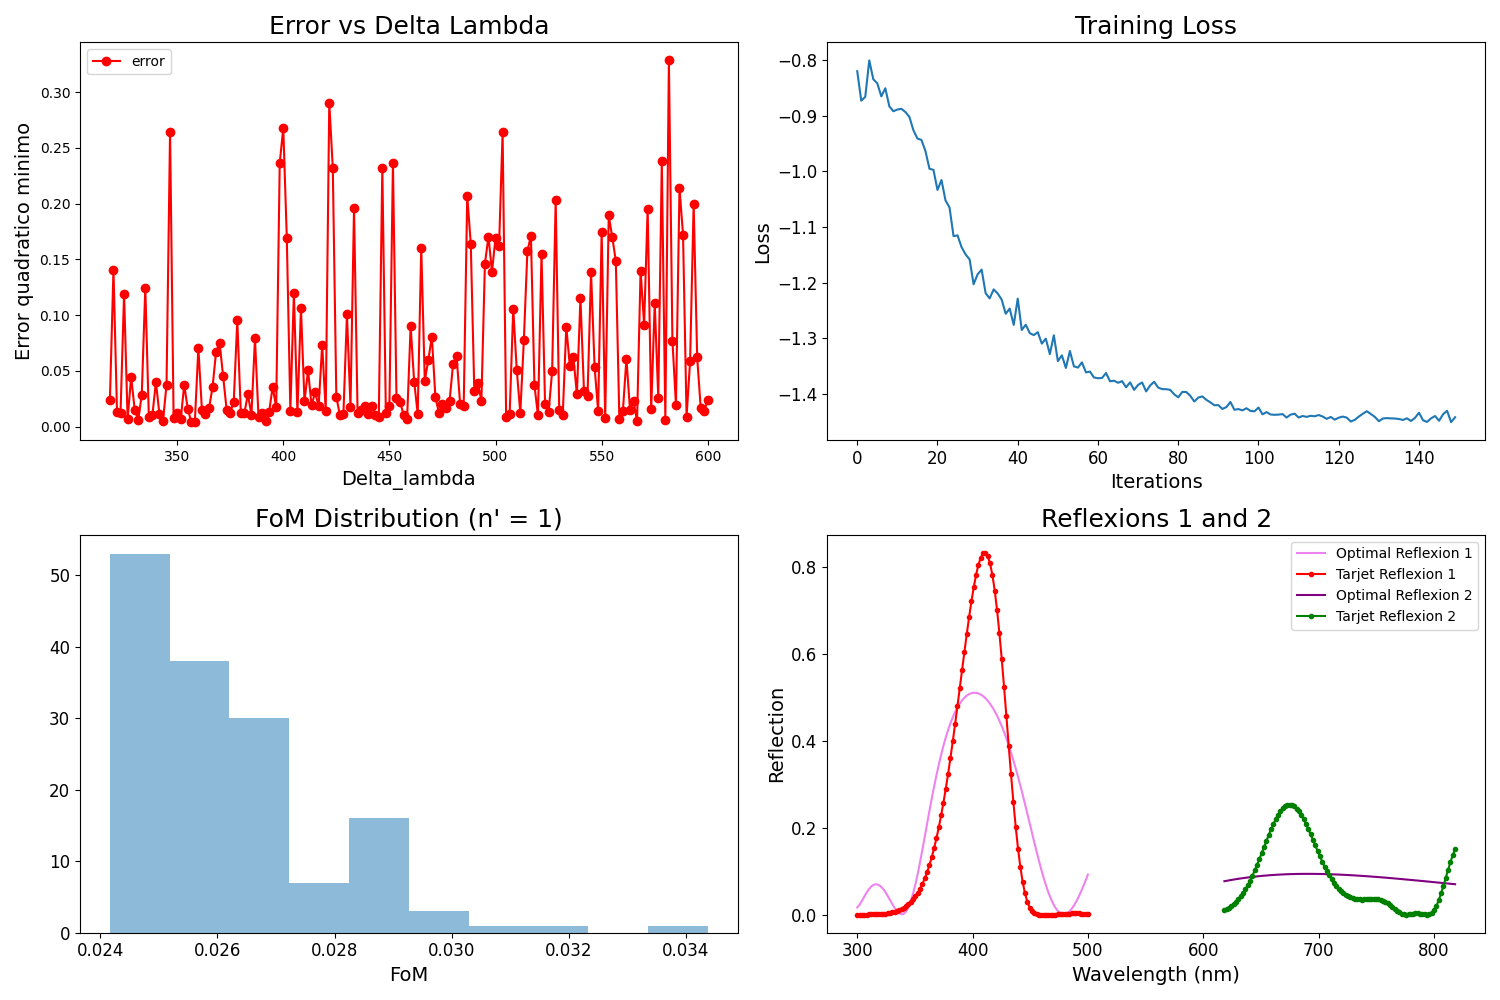 Error vs Delta Lambda
error
0.30
0.25
0.20
0.15
0.10
0.05
0.00
Error quadratico minimo
350 400 450 500 550 600
Delta_lambda
Training Loss
−0.8
−0.9
−1.0
−1.1
−1.2
−1.3
−1.4
Loss
0 20 40 60 80 100 120 140
Iterations
FoM Distribution (n' = 1)
50
40
30
20
10
0
0.024 0.026 0.028 0.030 0.032 0.034
FoM
Reflexions 1 and 2
Optimal Reflexion 1
Tarjet Reflexion 1
Optimal Reflexion 2
Tarjet Reflexion 2
0.8
0.6
0.4
0.2
0.0
Reflection
300 400 500 600 700 800
Wavelength (nm)